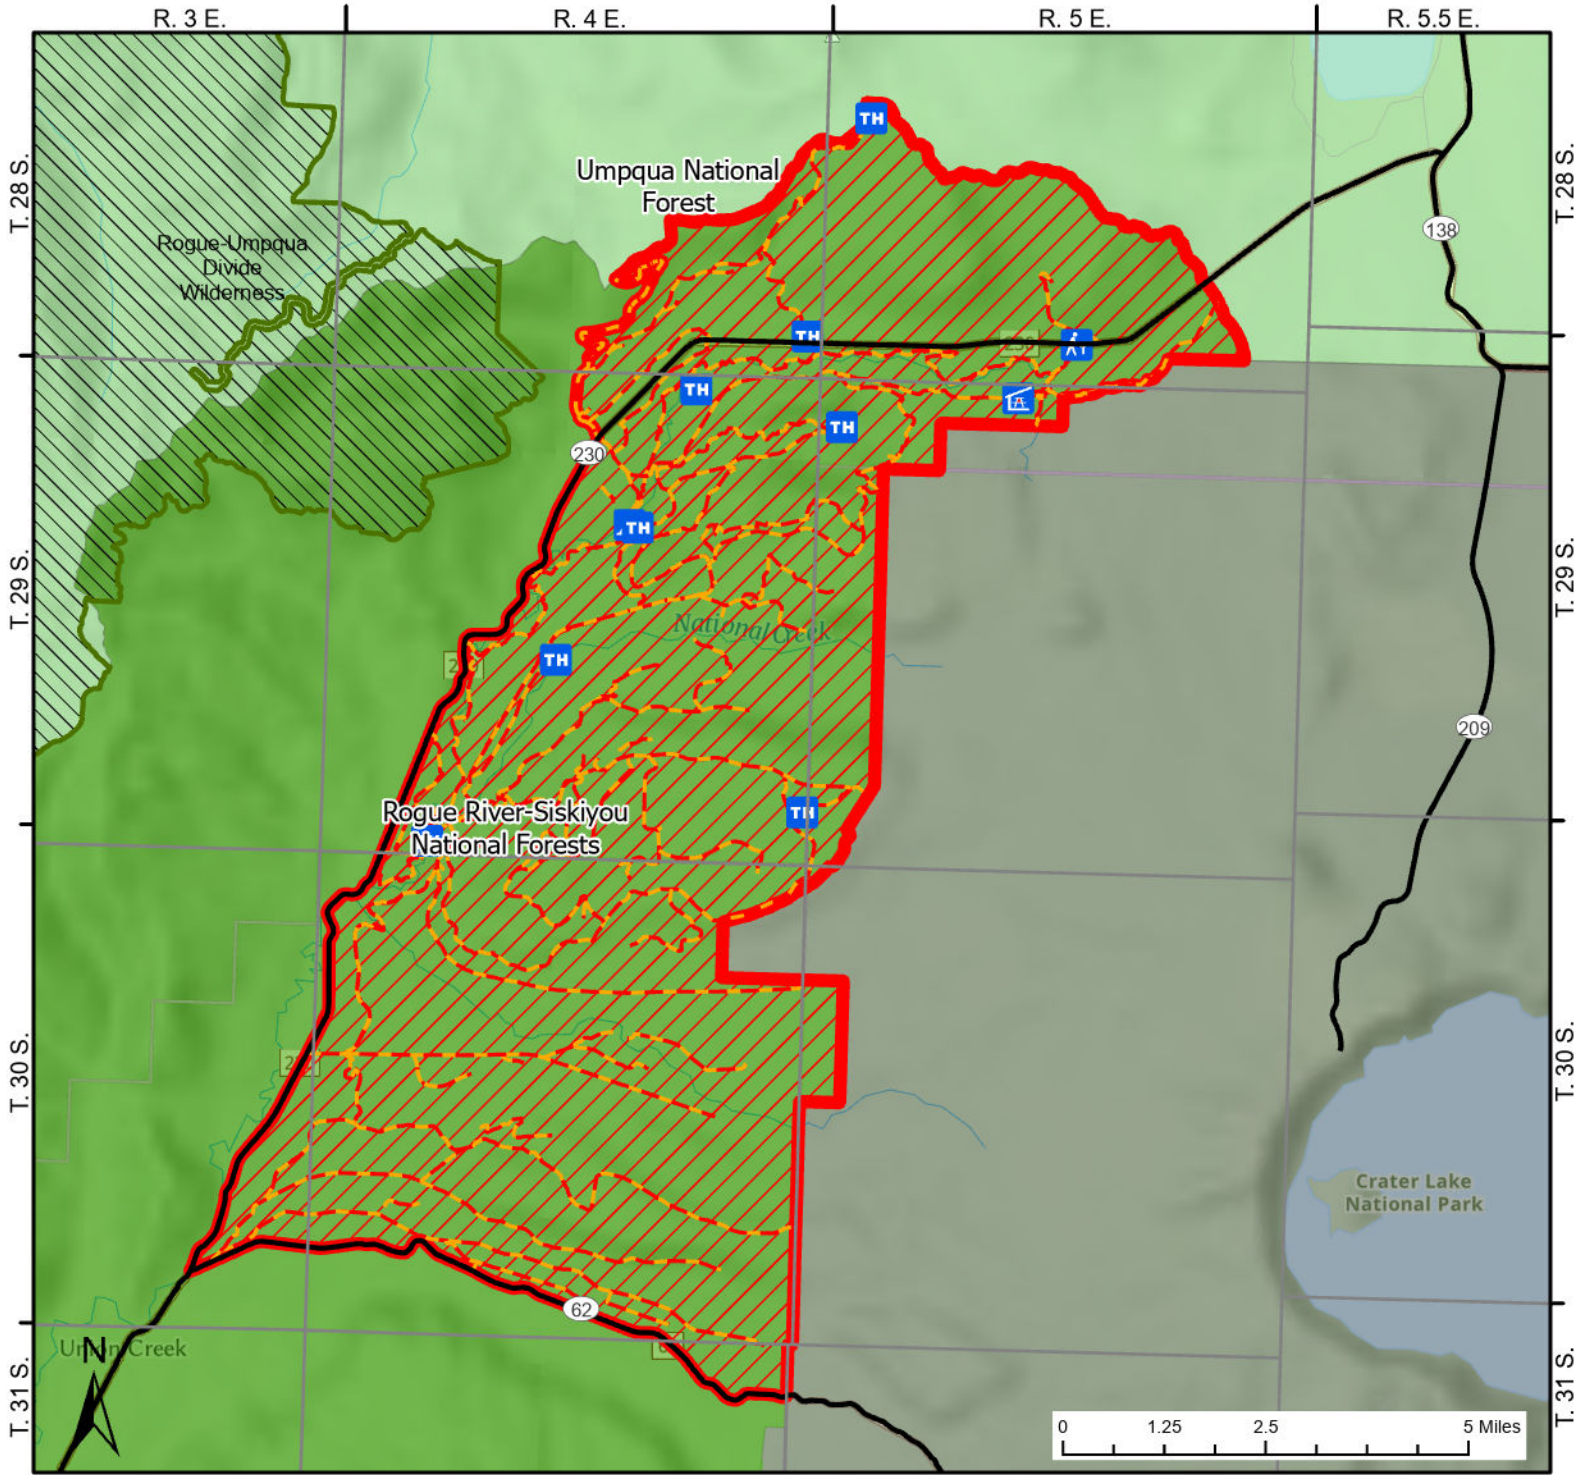 R. 3 E.
R. 4 E.
R. 5 E.
R. 5.5 E.
T. 28 S.
T. 28 S.
TH
Umpqua National
Forest
138
Rogue-Umpqua
Divide
Wilderness
TH
TH
TH
230
TH
T. 29 S.
T. 29 S.
National Creek
TH
209
TH
Rogue River-Siskiyou
National Forests
T. 30 S.
T. 30 S.
Crater Lake
National Park
62
Union Creek
N
T. 31 S.
T. 31 S.
0 1.25 2.5 5 Miles